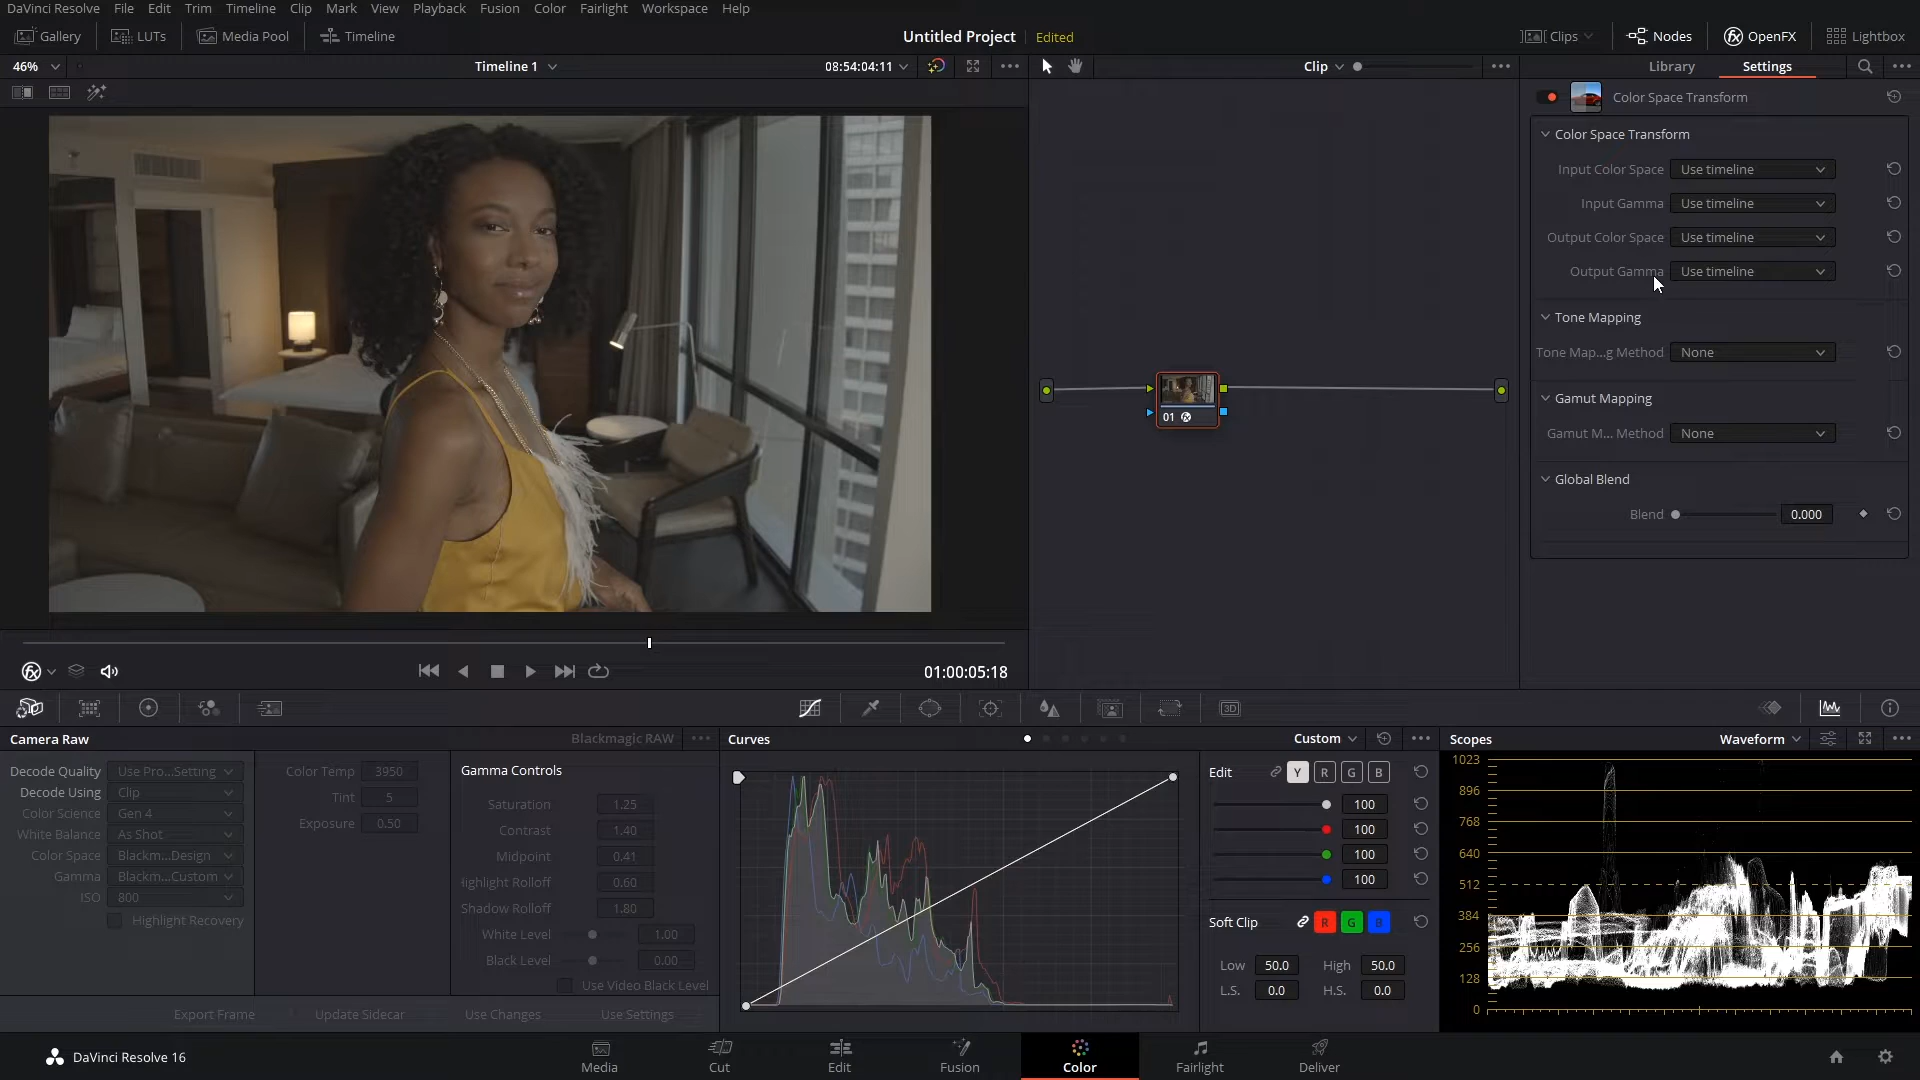 DaVinci Resolve File Edit Trim Timeline Clip Mark View Playback Fusion Color Fairlight Workspace Help
Gallery LUTs Media Pool Timeline Untitled Project Edited Clips Nodes OpenFX Lightbox
46% Timeline 1 08:54:04:11 Clip Library Settings
Color Space Transform
Color Space Transform
Input Color Space Use timeline
Input Gamma Use timeline
Output Color Space Use timeline
Output Gamma Use timeline
Tone Mapping
Tone Map...g Method None
Gamut Mapping
Gamut M... Method None
Global Blend
Blend 0.000
01
01:00:05:18
3D
Camera Raw Blackmagic RAW
Decode Quality Use Pro...Setting
Decode Using Clip
Color Science Gen 4
White Balance As Shot
Color Space Blackm...Design
Gamma Blackm...Custom
ISO 800
Highlight Recovery
Color Temp 3950
Tint 5
Exposure 0.50
Gamma Controls
Saturation 1.25
Contrast 1.40
Midpoint 0.41
Highlight Rolloff 0.60
Shadow Rolloff 1.80
White Level 1.00
Black Level 0.00
Use Video Black Level
Export Frame Update Sidecar Use Changes Use Settings
Curves Custom
Edit Y R G B
100
100
100
100
Soft Clip R G B
Low 50.0 High 50.0
L.S. 0.0 H.S. 0.0
Scopes Waveform
1023
896
768
640
512
384
256
128
0
DaVinci Resolve 16
Media Cut Edit Fusion Color Fairlight Deliver